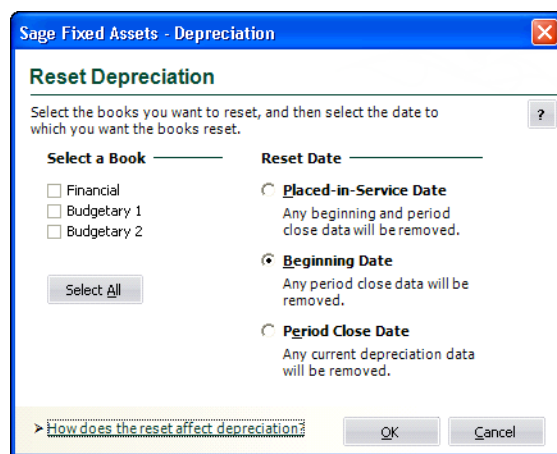 Sage Fixed Assets - Depreciation
Reset Depreciation
Select the books you want to reset, and then select the date to
which you want the books reset.
?
Select a Book
Financial
Budgetary 1
Budgetary 2
Select All
Reset Date
Placed-in-Service Date
Any beginning and period
close data will be removed.
Beginning Date
Any period close data will be
removed.
Period Close Date
Any current depreciation data
will be removed.
How does the reset affect depreciation?
OK
Cancel